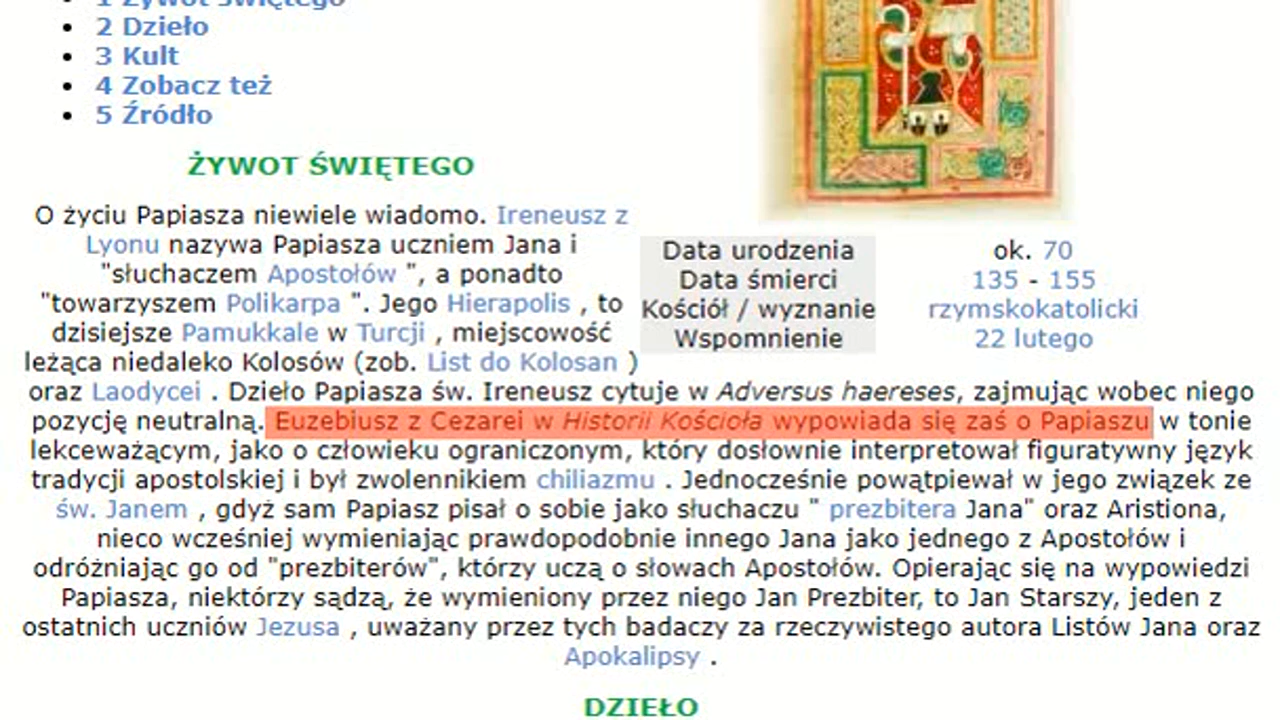 1 Żywot świętego
2 Dzieło
3 Kult
4 Zobacz też
5 Źródło
ŻYWOT ŚWIĘTEGO
O życiu Papiasza niewiele wiadomo. Ireneusz z
Lyonu nazywa Papiasza uczniem Jana i
"słuchaczem Apostołów ", a ponadto
"towarzyszem Polikarpa ". Jego Hierapolis , to
dzisiejsze Pamukkale w Turcji , miejscowość
leżąca niedaleko Kolosów (zob. List do Kolosan )
Data urodzenia ok. 70
Data śmierci 135 - 155
Kościół / wyznanie rzymskokatolicki
Wspomnienie 22 lutego
oraz Laodycei . Dzieło Papiasza św. Ireneusz cytuje w Adversus haereses, zajmując wobec niego
pozycję neutralną. Euzebiusz z Cezarei w Historii Kościoła wypowiada się zaś o Papiaszu w tonie
lekceważącym, jako o człowieku ograniczonym, który dosłownie interpretował figuratywny język
tradycji apostolskiej i był zwolennikiem chiliazmu . Jednocześnie powątpiewał w jego związek ze
św. Janem , gdyż sam Papiasz pisał o sobie jako słuchaczu " prezbitera Jana" oraz Aristiona,
nieco wcześniej wymieniając prawdopodobnie innego Jana jako jednego z Apostołów i
odróżniając go od "prezbiterów", którzy uczą o słowach Apostołów. Opierając się na wypowiedzi
Papiasza, niektórzy sądzą, że wymieniony przez niego Jan Prezbiter, to Jan Starszy, jeden z
ostatnich uczniów Jezusa , uważany przez tych badaczy za rzeczywistego autora Listów Jana oraz
Apokalipsy .
DZIEŁO